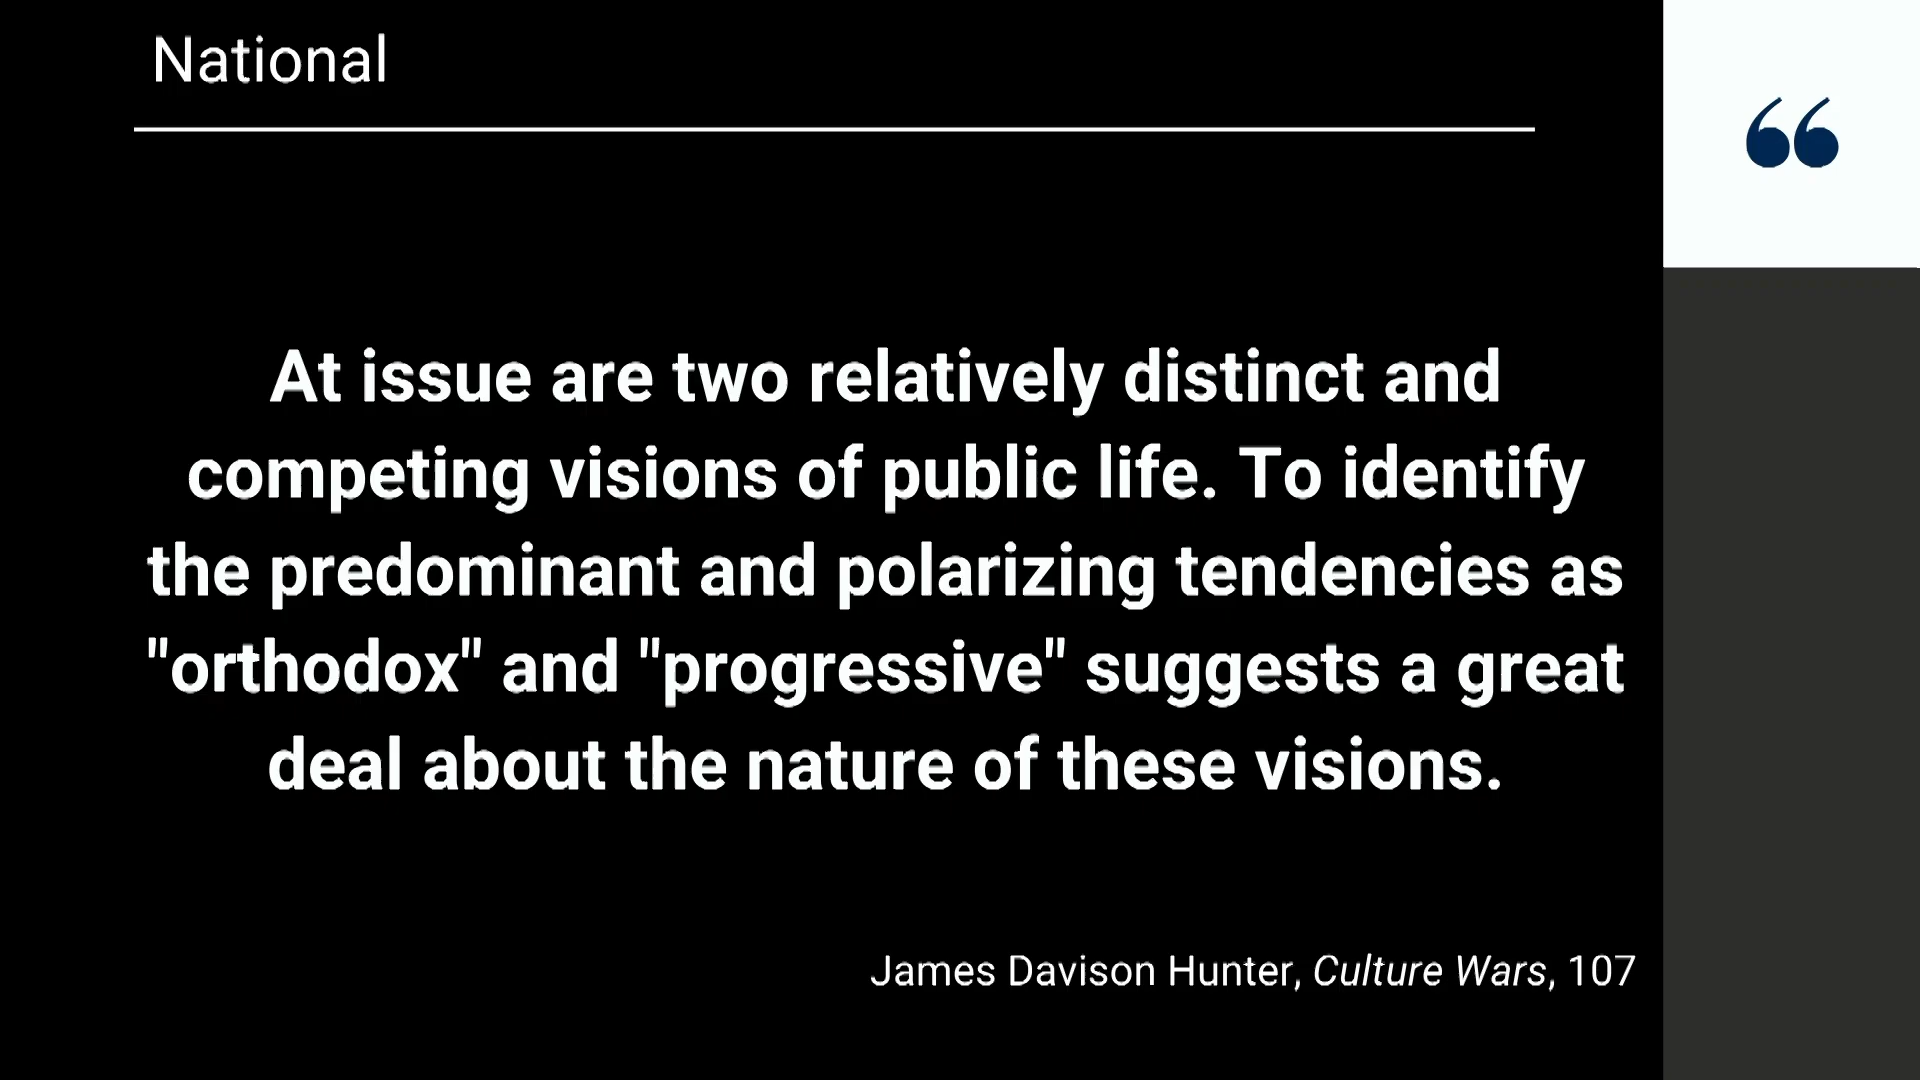 National
“
At issue are two relatively distinct and
competing visions of public life. To identify
the predominant and polarizing tendencies as
"orthodox" and "progressive" suggests a great
deal about the nature of these visions.
James Davison Hunter, Culture Wars, 107